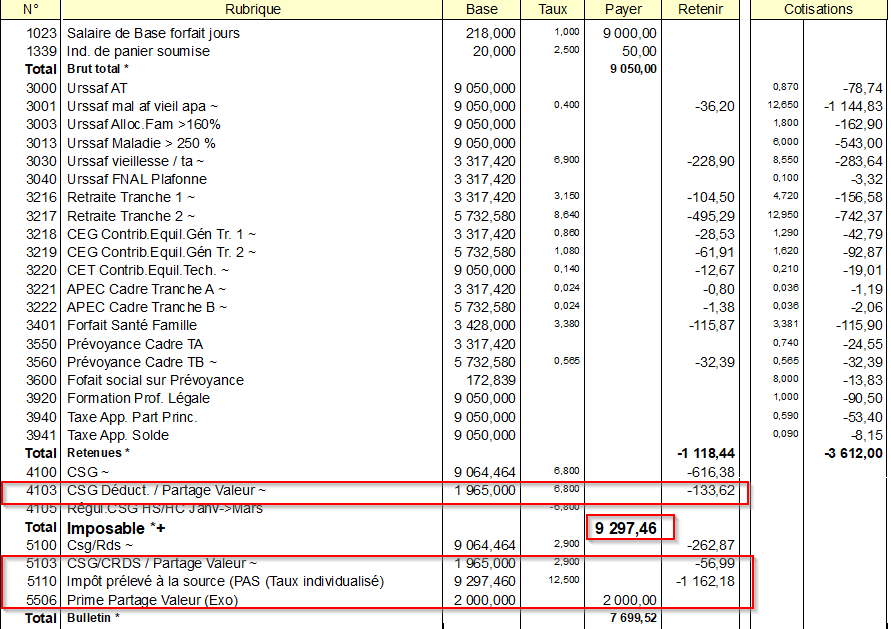 N° Rubrique Base Taux Payer Retenir Cotisations
1023 Salaire de Base forfait jours 218,000 1,000 9 000,00
1339 Ind. de panier soumise 20,000 2,500 50,00
Total Brut total * 9 050,00
3000 Urssaf AT 9 050,000 0,870 -78,74
3001 Urssaf mal af vieil apa ~ 9 050,000 0,400 -36,20 12,650 -1 144,83
3003 Urssaf Alloc.Fam >160% 9 050,000 1,800 -162,90
3013 Urssaf Maladie > 250 % 9 050,000 6,000 -543,00
3030 Urssaf vieillesse / ta ~ 3 317,420 6,900 -228,90 8,550 -283,64
3040 Urssaf FNAL Plafonne 3 317,420 0,100 -3,32
3216 Retraite Tranche 1 ~ 3 317,420 3,150 -104,50 4,720 -156,58
3217 Retraite Tranche 2 ~ 5 732,580 8,640 -495,29 12,950 -742,37
3218 CEG Contrib.Equil.Gén Tr. 1 ~ 3 317,420 0,860 -28,53 1,290 -42,79
3219 CEG Contrib.Equil.Gén Tr. 2 ~ 5 732,580 1,080 -61,91 1,620 -92,87
3220 CET Contrib.Equil.Tech. ~ 9 050,000 0,140 -12,67 0,210 -19,01
3221 APEC Cadre Tranche A ~ 3 317,420 0,024 -0,80 0,036 -1,19
3222 APEC Cadre Tranche B ~ 5 732,580 0,024 -1,38 0,036 -2,06
3401 Forfait Santé Famille 3 428,000 3,380 -115,87 3,381 -115,90
3550 Prévoyance Cadre TA 3 317,420 0,740 -24,55
3560 Prévoyance Cadre TB ~ 5 732,580 0,565 -32,39 0,565 -32,39
3600 Fofait social sur Prévoyance 172,839 8,000 -13,83
3920 Formation Prof. Légale 9 050,000 1,000 -90,50
3940 Taxe App. Part Princ. 9 050,000 0,590 -53,40
3941 Taxe App. Solde 9 050,000 0,090 -8,15
Total Retenues * -1 118,44 -3 612,00
4100 CSG ~ 9 064,464 6,800 -616,38
4103 CSG Déduct. / Partage Valeur ~ 1 965,000 6,800 -133,62
4105 Régul.CSG HS/HC Janv->Mars -6,800
Total Imposable *+ 9 297,46
5100 Csg/Rds ~ 9 064,464 2,900 -262,87
5103 CSG/CRDS / Partage Valeur ~ 1 965,000 2,900 -56,99
5110 Impôt prélevé à la source (PAS (Taux individualisé) 9 297,460 12,500 -1 162,18
5506 Prime Partage Valeur (Exo) 2 000,000 2 000,00
Total Bulletin * 7 699,52